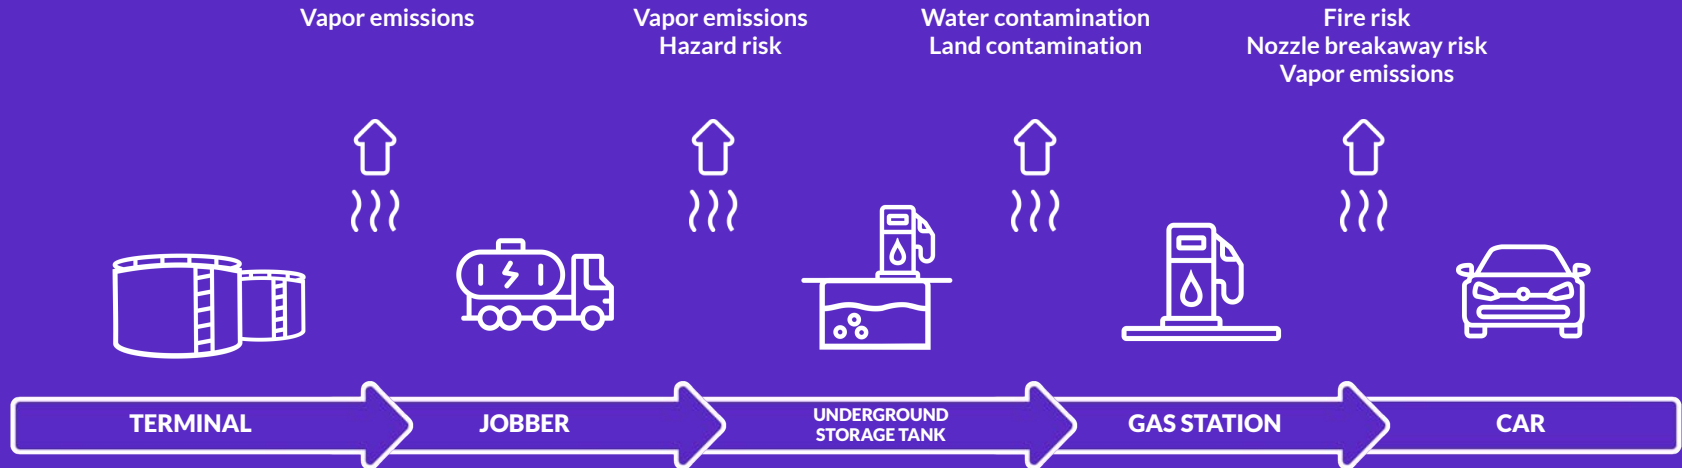 Vapor emissions
Vapor emissions
Hazard risk
Water contamination
Land contamination
Fire risk
Nozzle breakaway risk
Vapor emissions
TERMINAL
JOBBER
UNDERGROUND
STORAGE TANK
GAS STATION
CAR